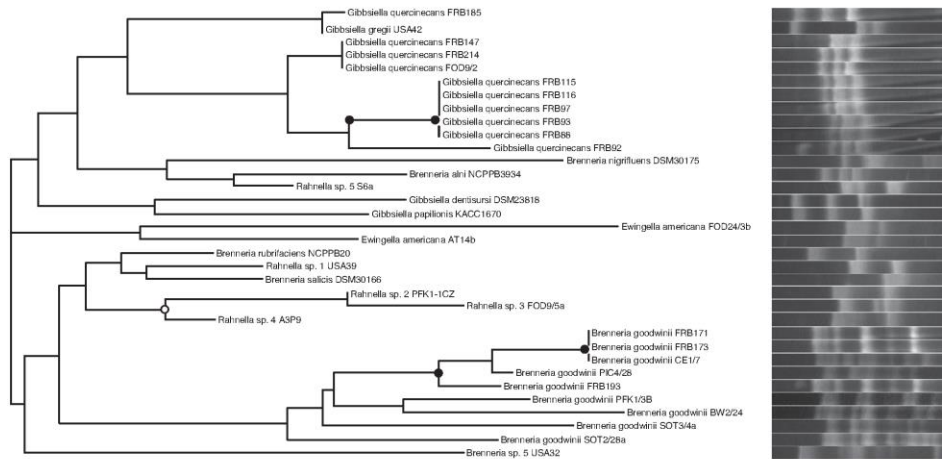 Gibbsiella quercinecans FRB185
Gibbsiella gregii USA42
Gibbsiella quercinecans FRB147
Gibbsiella quercinecans FRB214
Gibbsiella quercinecans FOD9/2
Gibbsiella quercinecans FRB115
Gibbsiella quercinecans FRB116
Gibbsiella quercinecans FRB97
Gibbsiella quercinecans FRB93
Gibbsiella quercinecans FRB88
Gibbsiella quercinecans FRB92
Brenneria nigrifluens DSM30175
Brenneria alni NCPPB3934
Rahnella sp. 5 S6a
Gibbsiella dentisursi DSM23818
Gibbsiella papilionis KACC1670
Ewingella americana FOD24/3b
Ewingella americana AT14b
Brenneria rubrifaciens NCPPB20
Rahnella sp. 1 USA39
Brenneria salicis DSM30166
Rahnella sp. 2 PFK1-1CZ
Rahnella sp. 3 FOD9/5a
Rahnella sp. 4 A3P9
Brenneria goodwinii FRB171
Brenneria goodwinii FRB173
Brenneria goodwinii CE1/7
Brenneria goodwinii PIC4/28
Brenneria goodwinii FRB193
Brenneria goodwinii PFK1/3B
Brenneria goodwinii BW2/24
Brenneria goodwinii SOT3/4a
Brenneria goodwinii SOT2/28a
Brenneria sp. 5 USA32